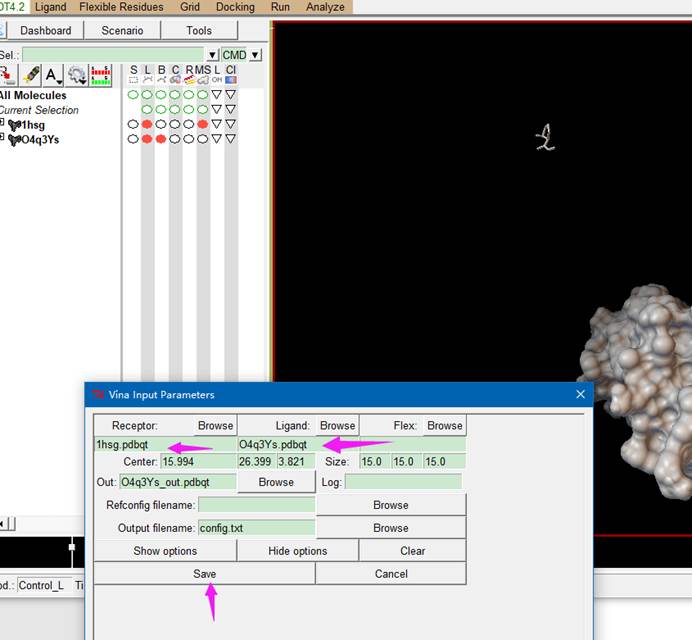 DT4.2 Ligand Flexible Residues Grid Docking Run Analyze
Dashboard Scenario Tools
Sel.: CMD
A
S L B C R MS L Cl
All Molecules
Current Selection
1hsg
O4q3Ys
Vina Input Parameters
Receptor: Browse Ligand: Browse Flex: Browse
1hsg.pdbqt O4q3Ys.pdbqt
Center: 15.994 26.399 3.821 Size: 15.0 15.0 15.0
Out: O4q3Ys_out.pdbqt Browse Log:
Refconfig filename: Browse
Output filename: config.txt Browse
Show options Hide options Clear
Save Cancel
od.: Control_L Ti